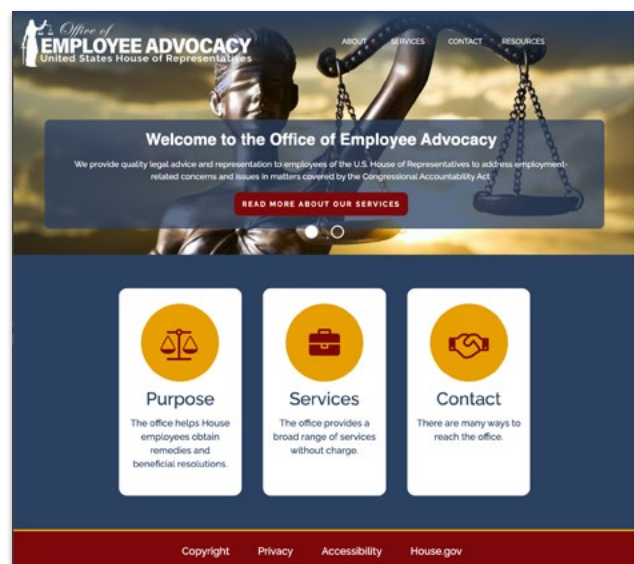 Office of
EMPLOYEE ADVOCACY
United States House of Representatives
ABOUT SERVICES CONTACT RESOURCES
Welcome to the Office of Employee Advocacy
We provide quality legal advice and representation to employees of the U.S. House of Representatives to address employment-
related concerns and issues in matters covered by the Congressional Accountability Act
READ MORE ABOUT OUR SERVICES
Purpose
The office helps House
employees obtain
remedies and
beneficial resolutions.
Services
The office provides a
broad range of services
without charge.
Contact
There are many ways to
reach the office.
Copyright Privacy Accessibility House.gov